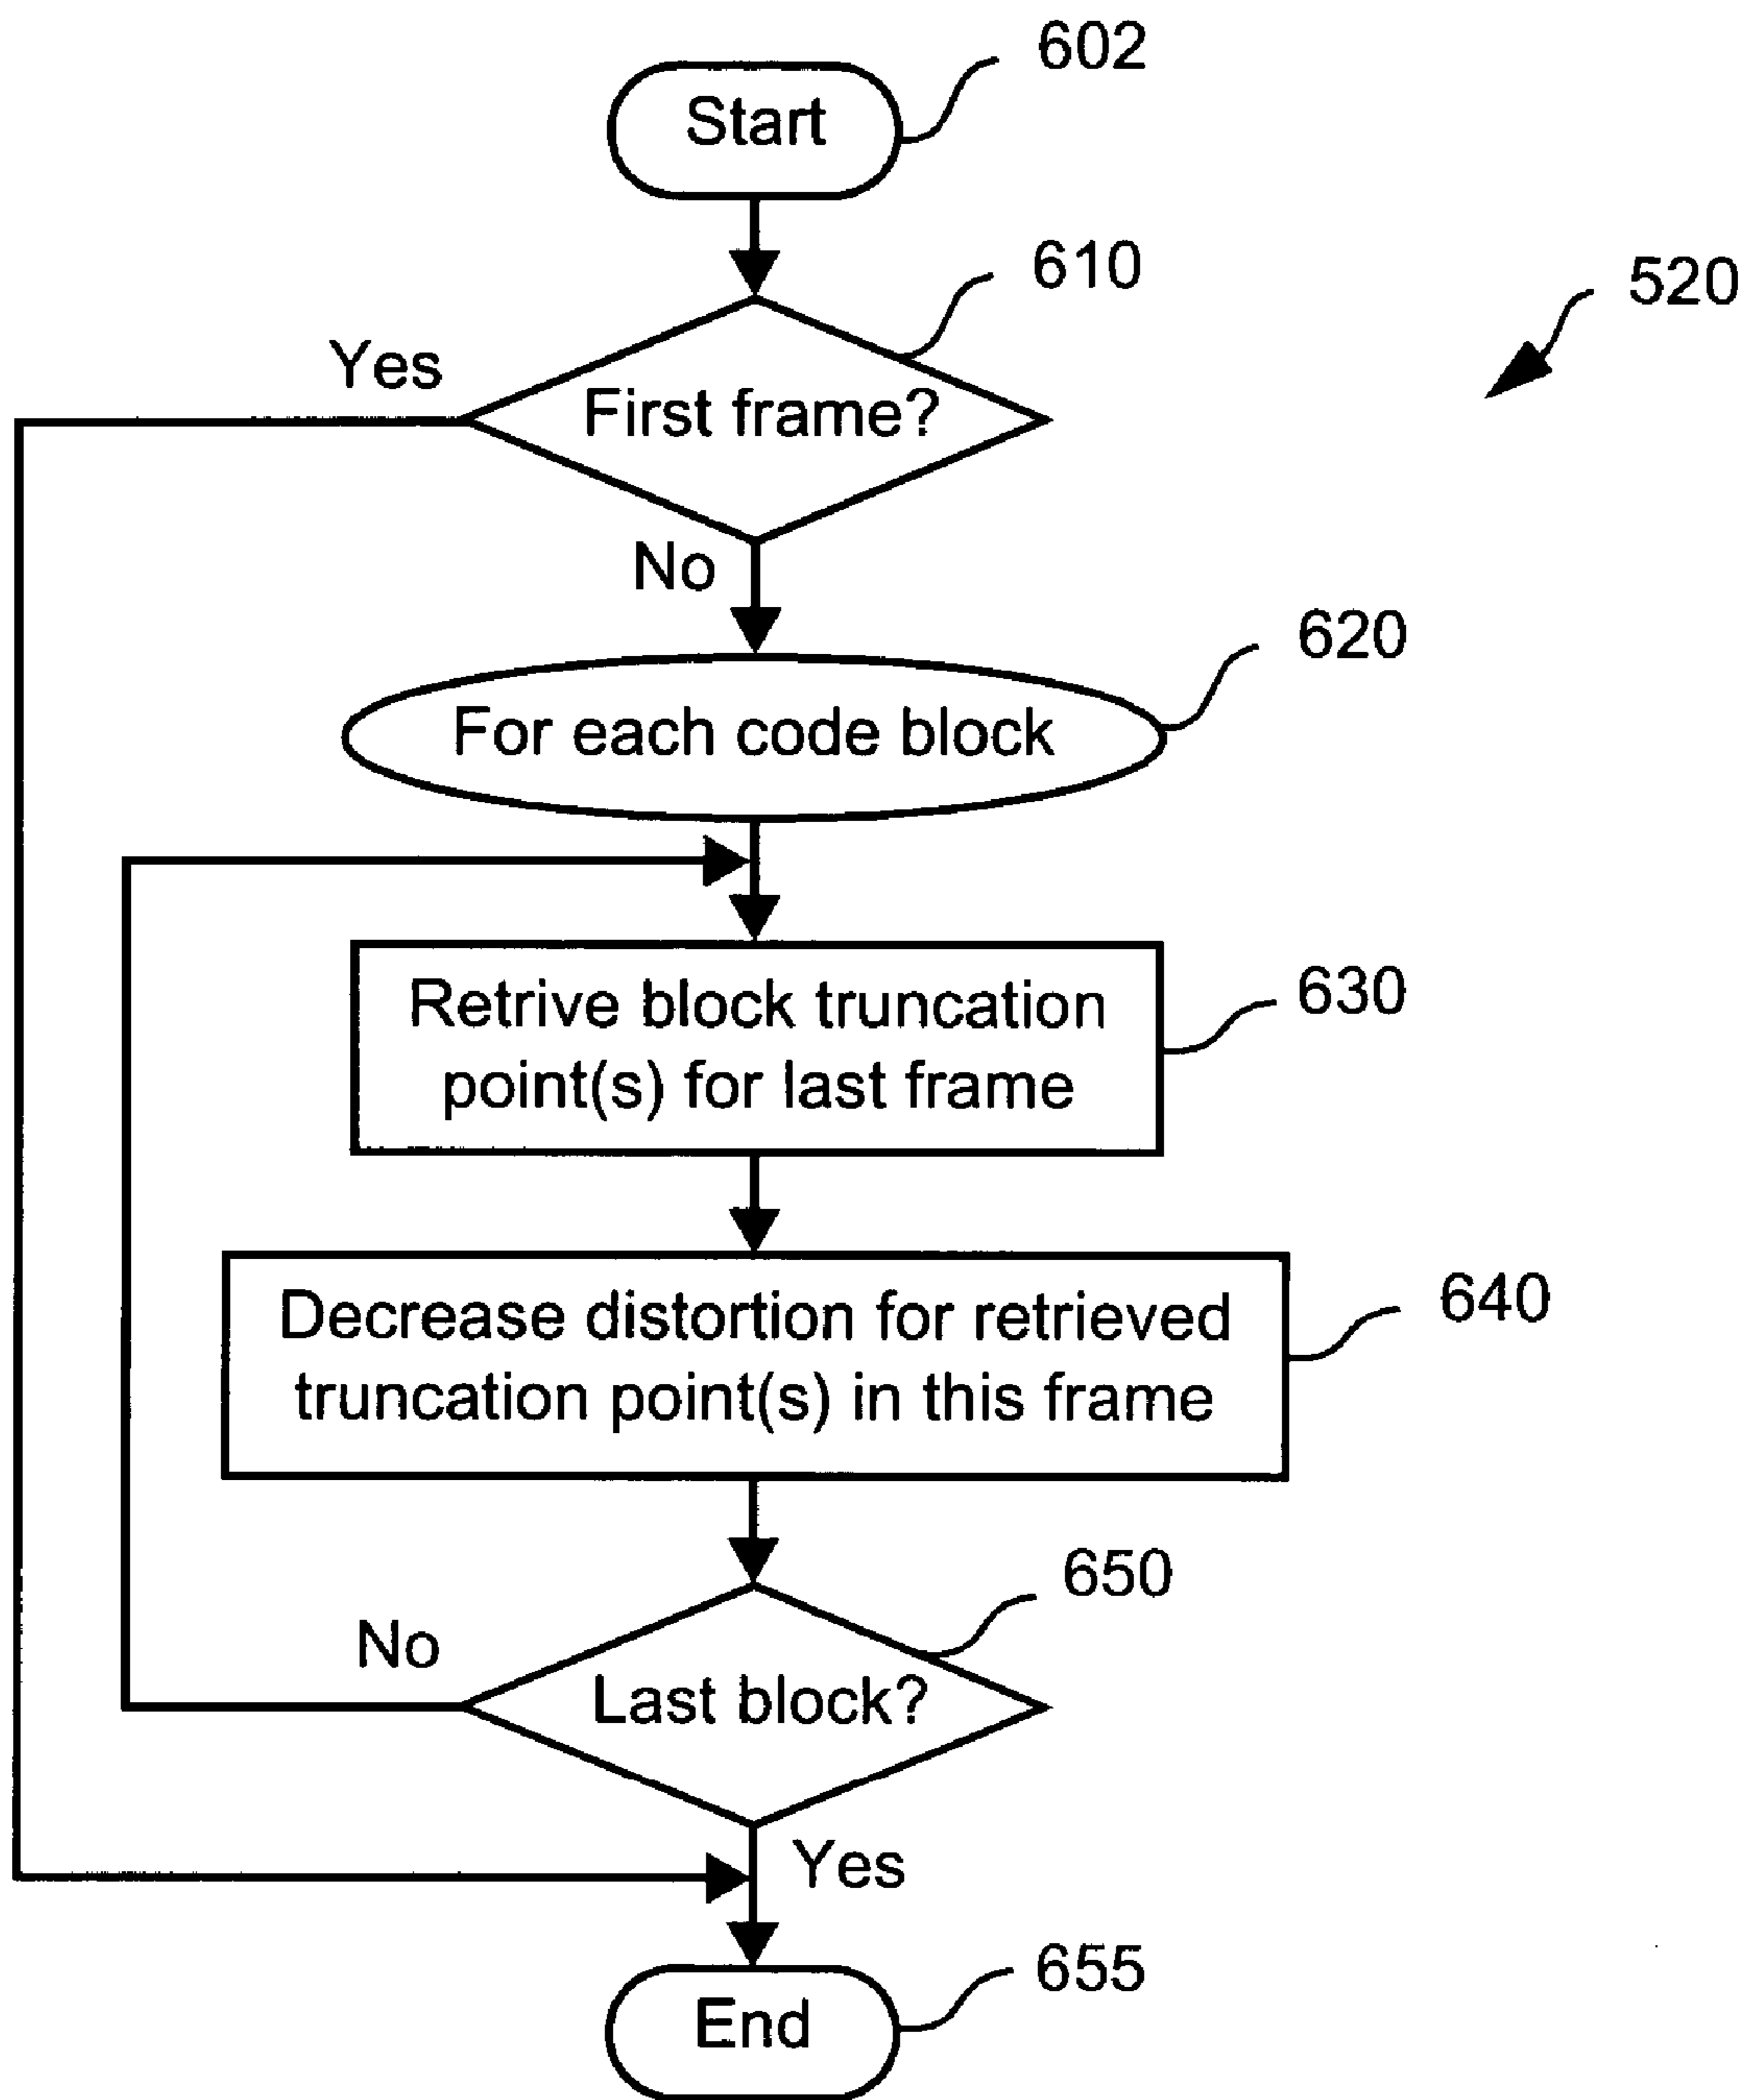 602
Start
610
520
Yes
First frame?
No
620
For each code block
Retrive block truncation
point(s) for last frame
630
Decrease distortion for retrieved
truncation point(s) in this frame
640
650
No
Last block?
Yes
655
End